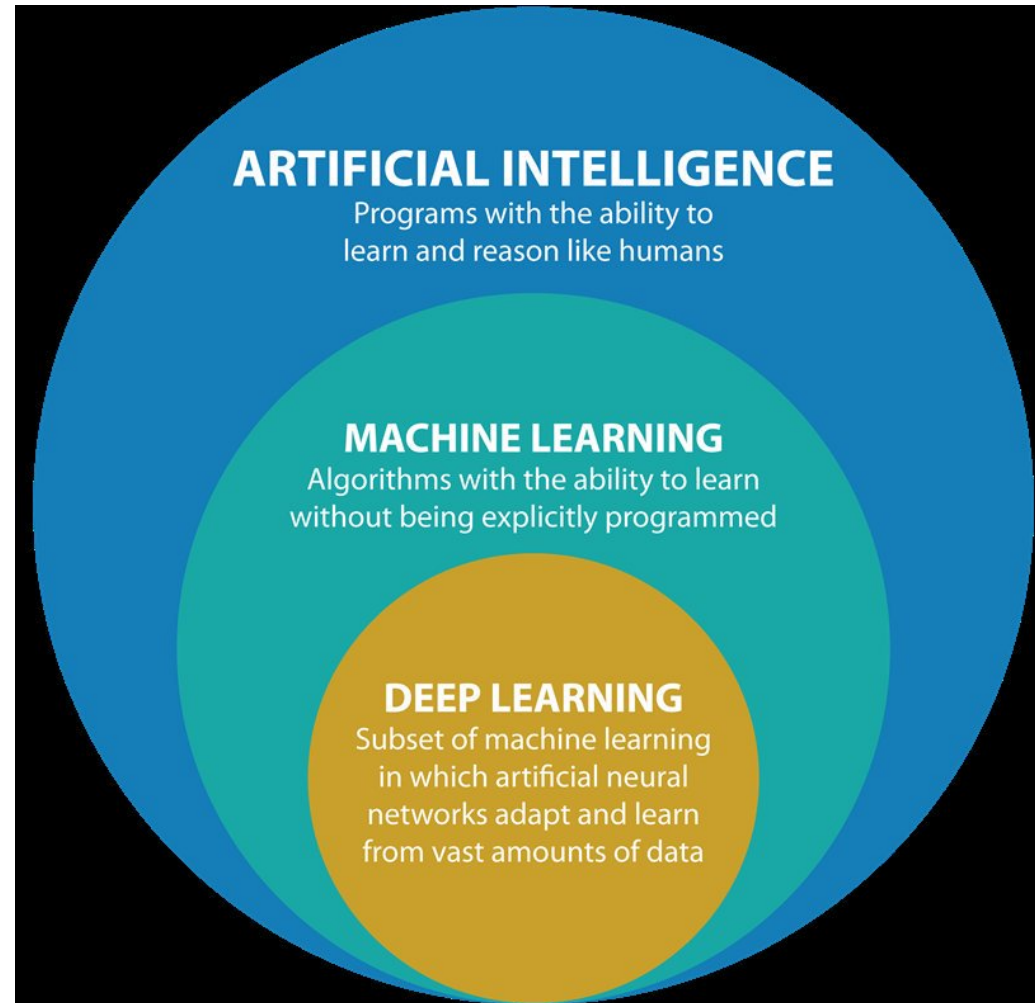 ARTIFICIAL INTELLIGENCE
Programs with the ability to
learn and reason like humans
MACHINE LEARNING
Algorithms with the ability to learn
without being explicitly programmed
DEEP LEARNING
Subset of machine learning
in which artificial neural
networks adapt and learn
from vast amounts of data